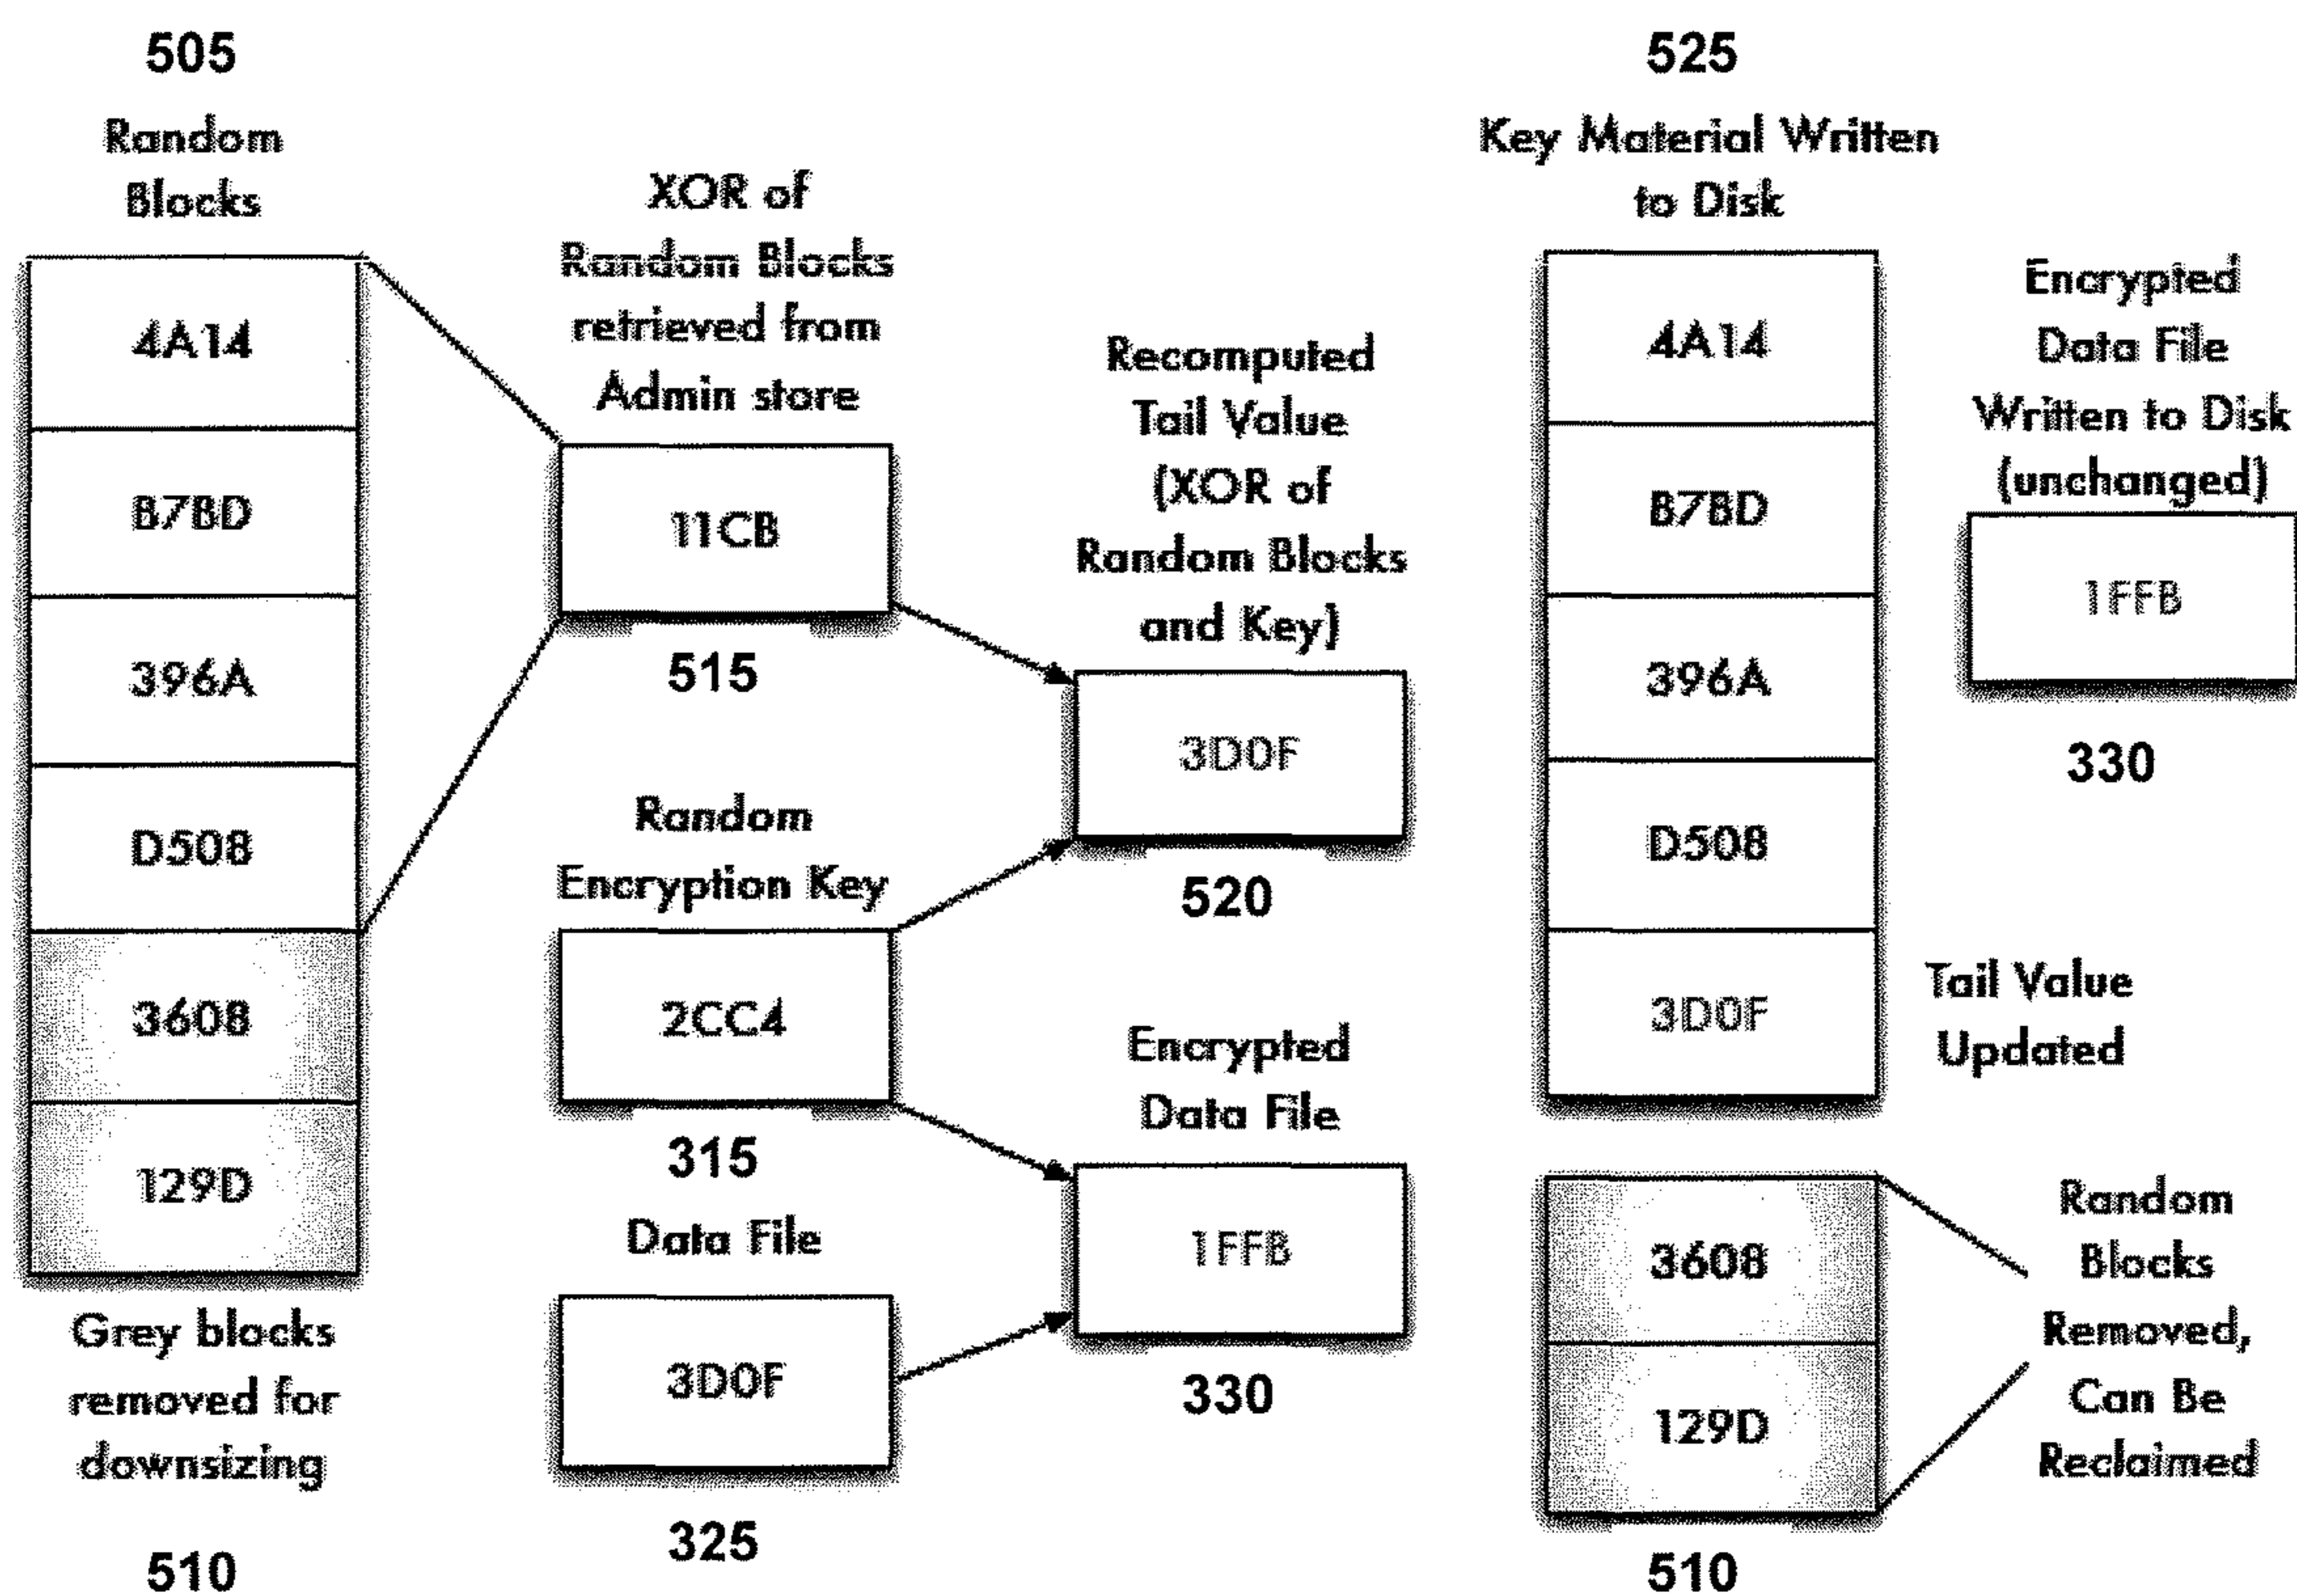 505
Random
Blocks
4A14
B7BD
396A
D508
3608
129D
Grey blocks
removed for
downsizing
510
XOR of
Random Blocks
retrieved from
Admin store
11CB
515
Random
Encryption Key
2CC4
315
Data File
3D0F
325
Recomputed
Tail Value
(XOR of
Random Blocks
and Key)
3D0F
520
Encrypted
Data File
1FFB
330
525
Key Material Written
to Disk
4A14
B7BD
396A
D508
3D0F
Tail Value
Updated
Encrypted
Data File
Written to Disk
(unchanged)
1FFB
330
3608
129D
510
Random
Blocks
Removed,
Can Be
Reclaimed